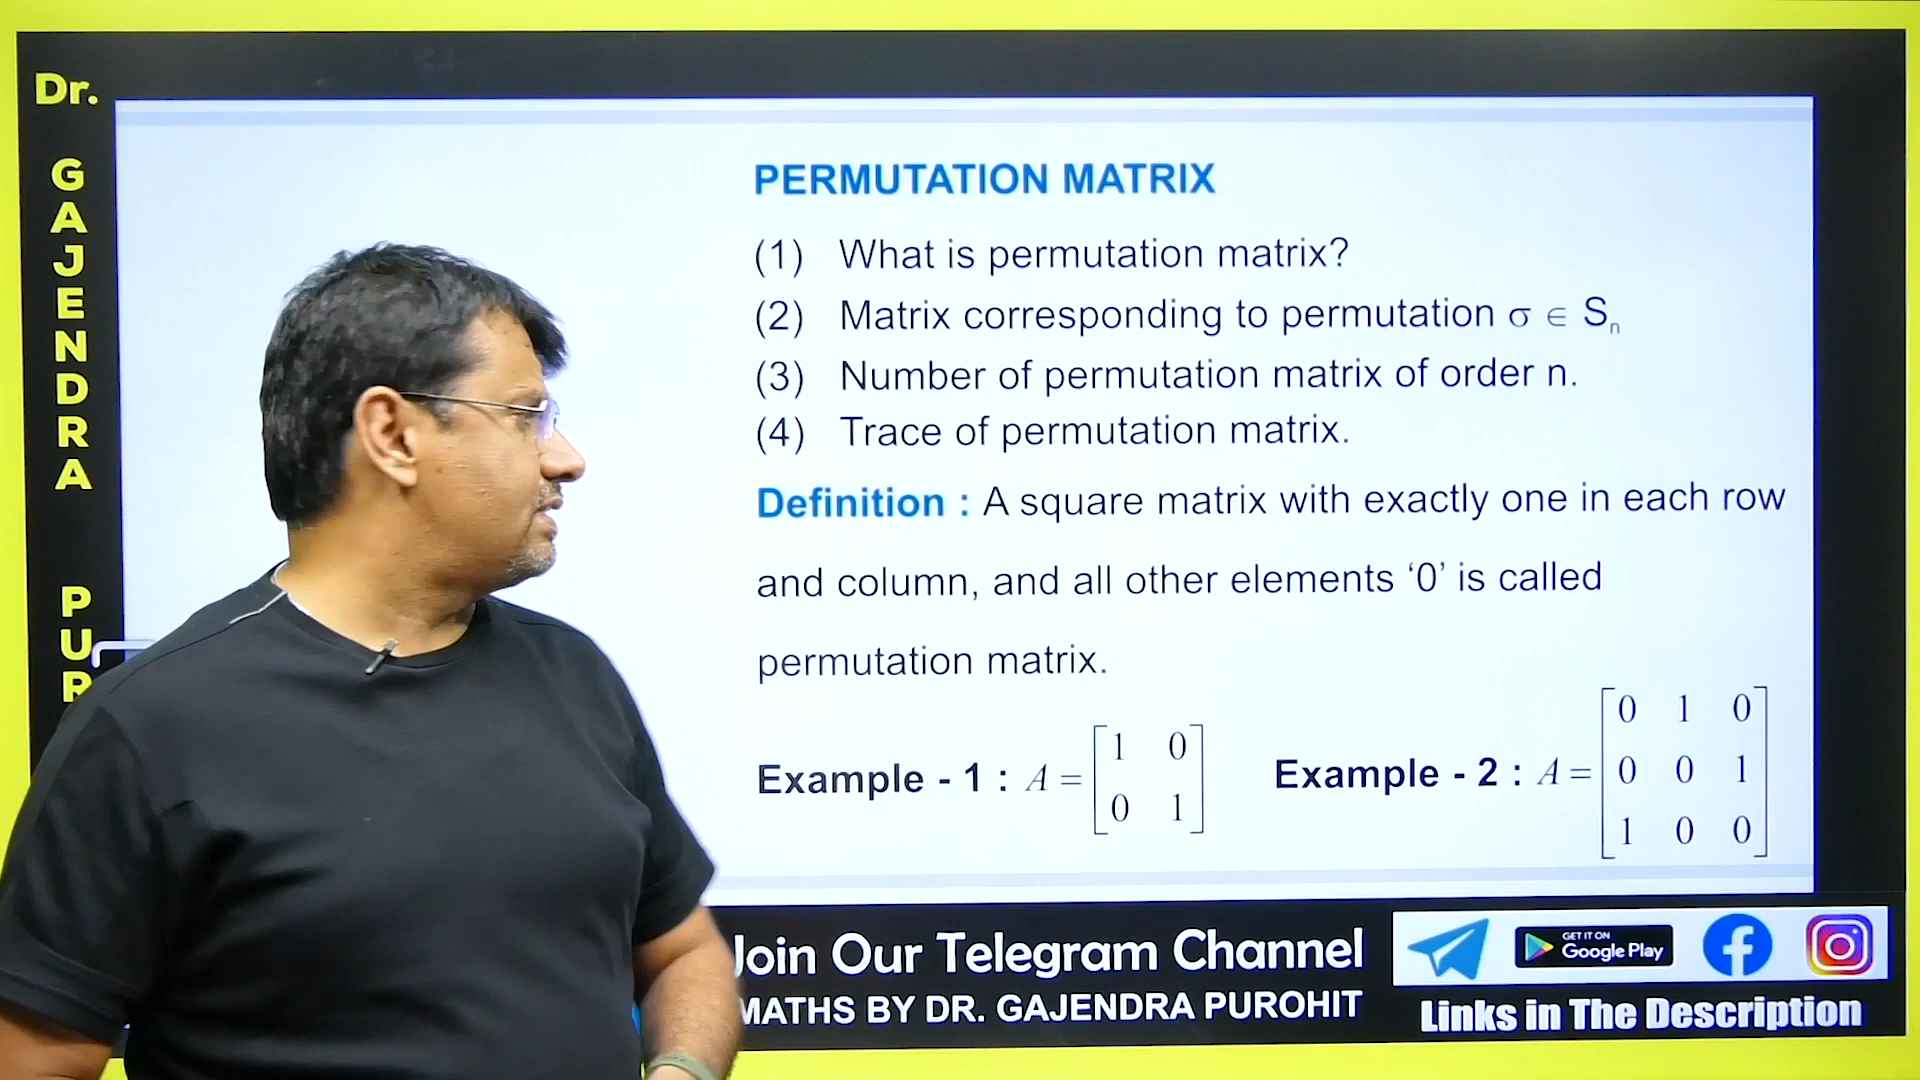 Dr.
GAJENDRA
PUR
PERMUTATION MATRIX
(1) What is permutation matrix?
(2) Matrix corresponding to permutation σ ∈ Sₙ
(3) Number of permutation matrix of order n.
(4) Trace of permutation matrix.
Definition : A square matrix with exactly one in each row
and column, and all other elements ‘0’ is called
permutation matrix.
Example - 1 : A = [1 0
0 1]
Example - 2 : A = [0 1 0
0 0 1
1 0 0]
Join Our Telegram Channel
MATHS BY DR. GAJENDRA PUROHIT
GET IT ON
Google Play
Links in The Description